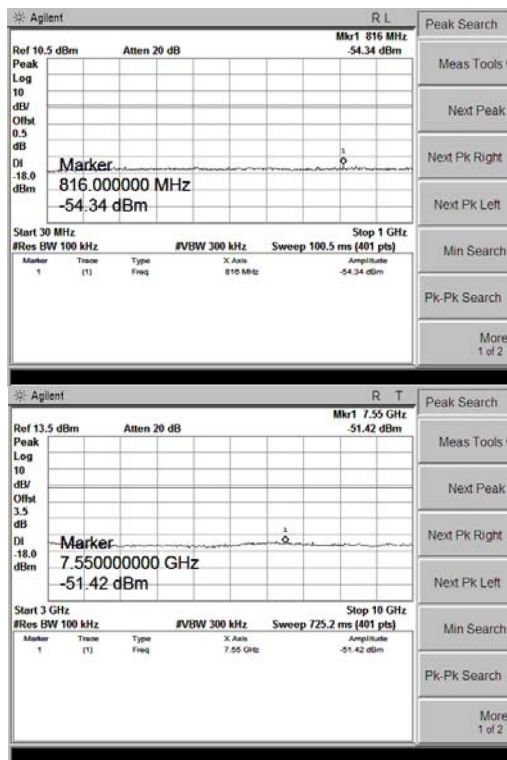 Agilent R L
Mkr1 816 MHz
Ref 10.5 dBm Atten 20 dB -54.34 dBm
Peak
Log
10
dB/
Offst
0.5
dB
DI
-18.0
dBm
Marker
816.000000 MHz
-54.34 dBm
Start 30 MHz Stop 1 GHz
#Res BW 100 kHz #VBW 300 kHz Sweep 100.5 ms (401 pts)
Marker Trace Type X Axis Amplitude
1 (1) Freq 816 MHz -54.34 dBm
Peak Search
Meas Tools
Next Peak
Next Pk Right
Next Pk Left
Min Search
Pk-Pk Search
More
1 of 2
Agilent R T
Mkr1 7.55 GHz
Ref 13.5 dBm Atten 20 dB -51.42 dBm
Peak
Log
10
dB/
Offst
3.5
dB
DI
-18.0
dBm
1
Marker
7.550000000 GHz
-51.42 dBm
Start 3 GHz Stop 10 GHz
#Res BW 100 kHz #VBW 300 kHz Sweep 725.2 ms (401 pts)
Marker Trace Type X Axis Amplitude
1 (1) Freq 7.55 GHz -51.42 dBm
Peak Search
Meas Tools
Next Peak
Next Pk Right
Next Pk Left
Min Search
Pk-Pk Search
More
1 of 2